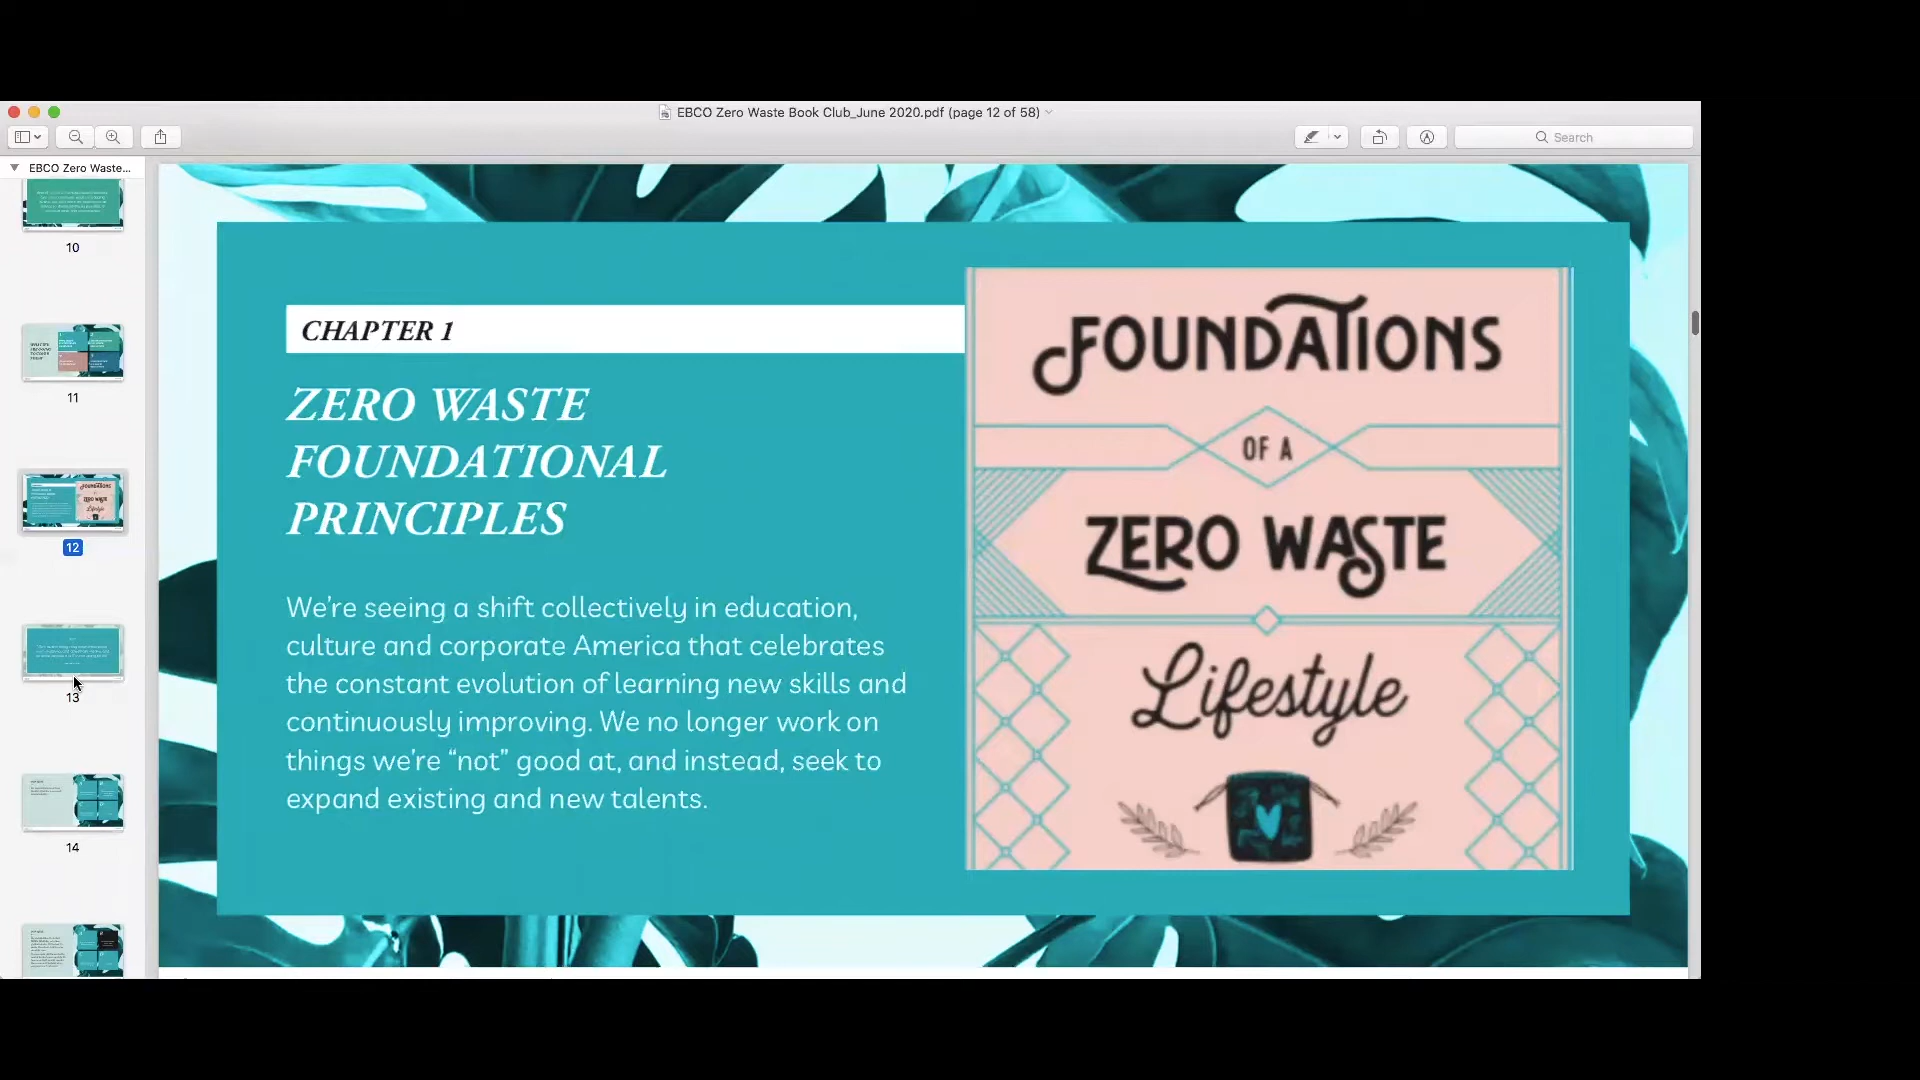 EBCO Zero Waste Book Club_June 2020.pdf (page 12 of 58)
Search
EBCO Zero Waste...
10
11
12
13
14
CHAPTER 1
ZERO WASTE
FOUNDATIONAL
PRINCIPLES
We’re seeing a shift collectively in education,
culture and corporate America that celebrates
the constant evolution of learning new skills and
continuously improving. We no longer work on
things we’re “not” good at, and instead, seek to
expand existing and new talents.
FOUNDATIONS
OF A
ZERO WASTE
Lifestyle